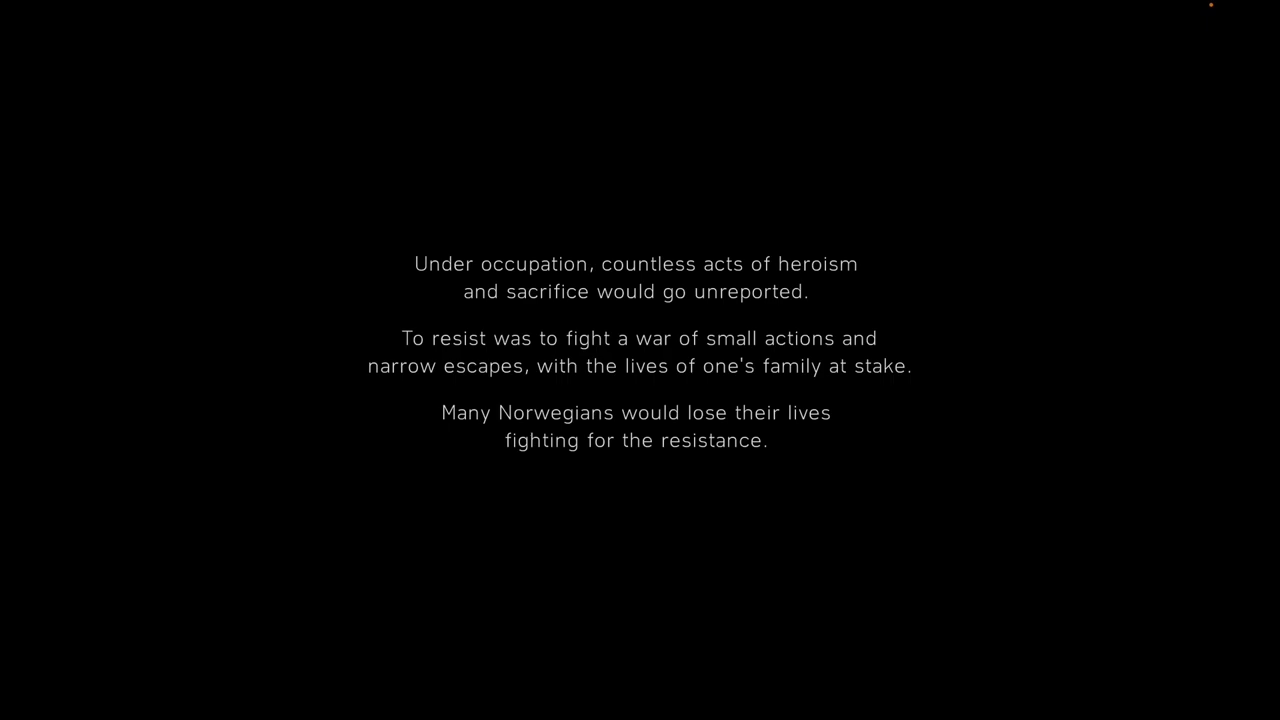 Under occupation, countless acts of heroism
and sacrifice would go unreported.
To resist was to fight a war of small actions and
narrow escapes, with the lives of one's family at stake.
Many Norwegians would lose their lives
fighting for the resistance.